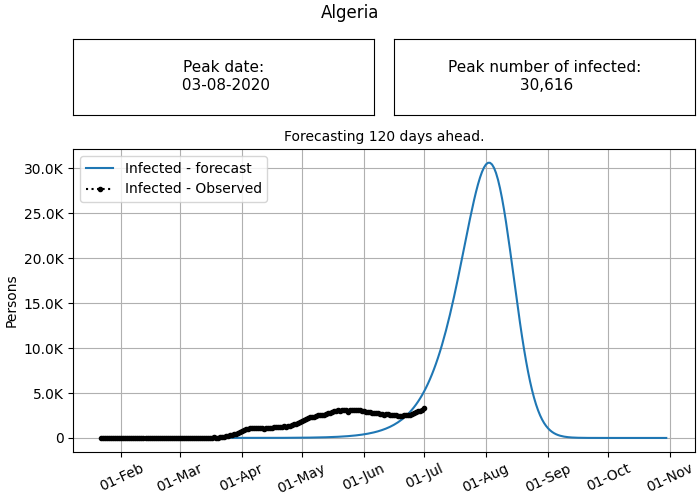 Algeria
Peak date:
03-08-2020
Peak number of infected:
30,616
Forecasting 120 days ahead.
Infected - forecast
Infected - Observed
30.0K
25.0K
20.0K
15.0K
10.0K
5.0K
0
Persons
01-Feb
01-Mar
01-Apr
01-May
01-Jun
01-Jul
01-Aug
01-Sep
01-Oct
01-Nov